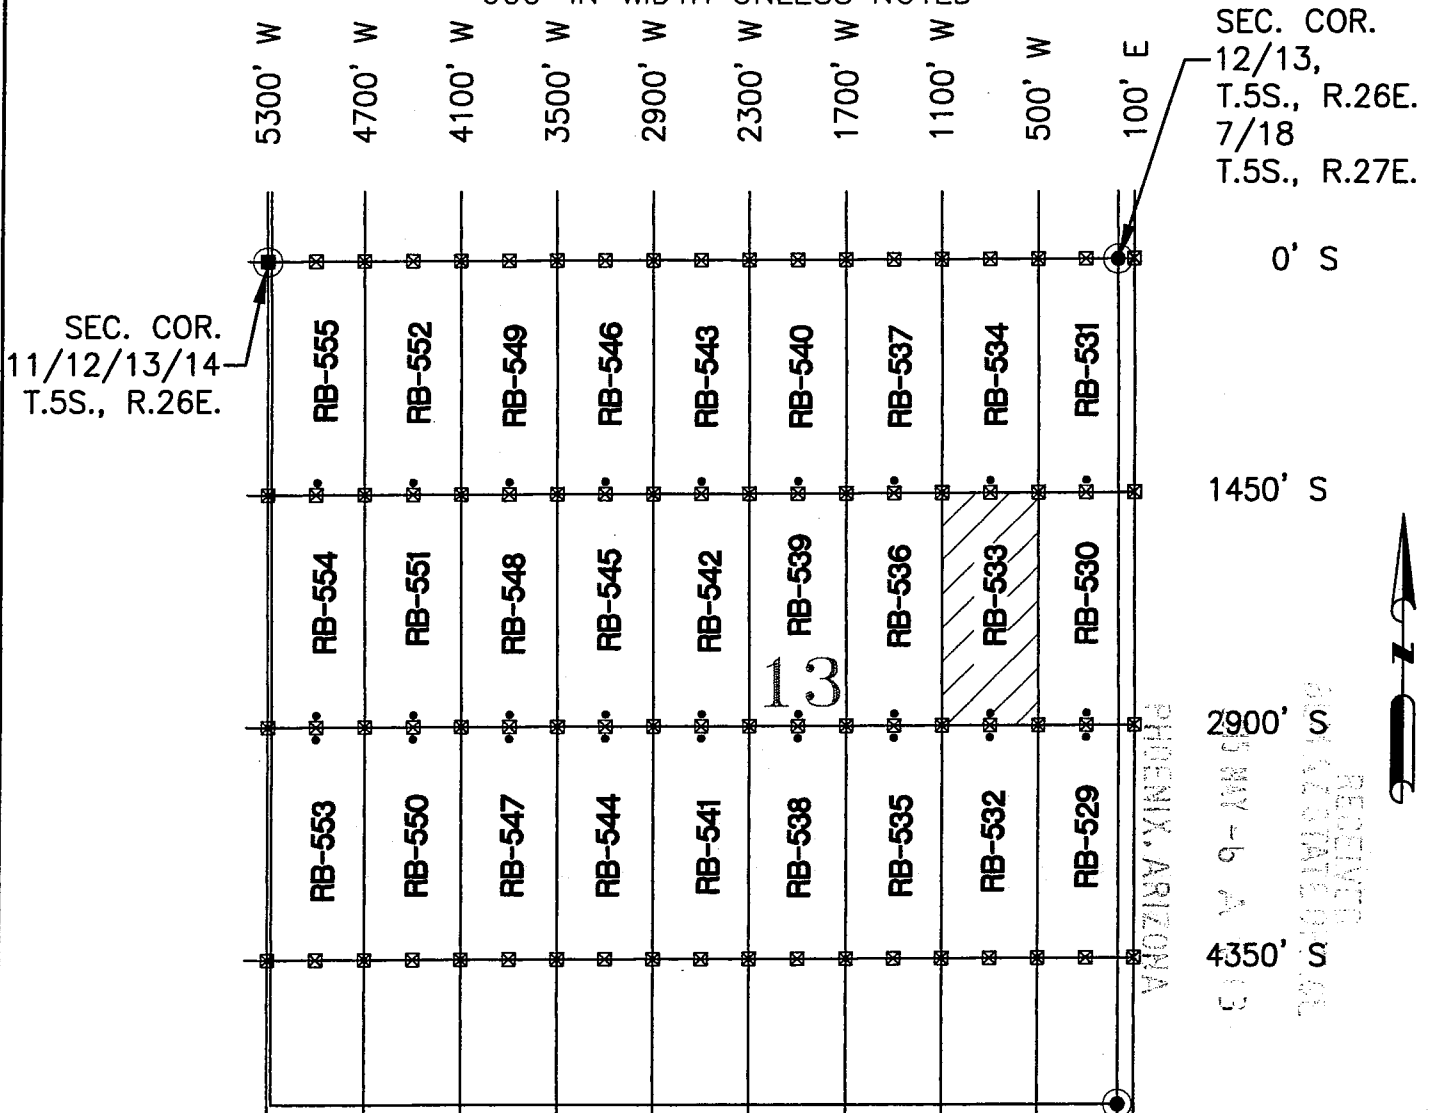 5300' W
4700' W
4100' W
3500' W
2900' W
2300' W
1700' W
1100' W
500' W
100' E
SEC. COR.
12/13,
T.5S., R.26E.
7/18
T.5S., R.27E.
0' S
SEC. COR.
11/12/13/14
T.5S., R.26E.
RB-555
RB-552
RB-549
RB-546
RB-543
RB-540
RB-537
RB-534
RB-531
1450' S
RB-554
RB-551
RB-548
RB-545
RB-542
RB-539
RB-536
RB-533
RB-530
13
2900' S
RB-553
RB-550
RB-547
RB-544
RB-541
RB-538
RB-535
RB-532
RB-529
4350' S
N
RECEIVED
MAY -6 A
PHOENIX, ARIZONA